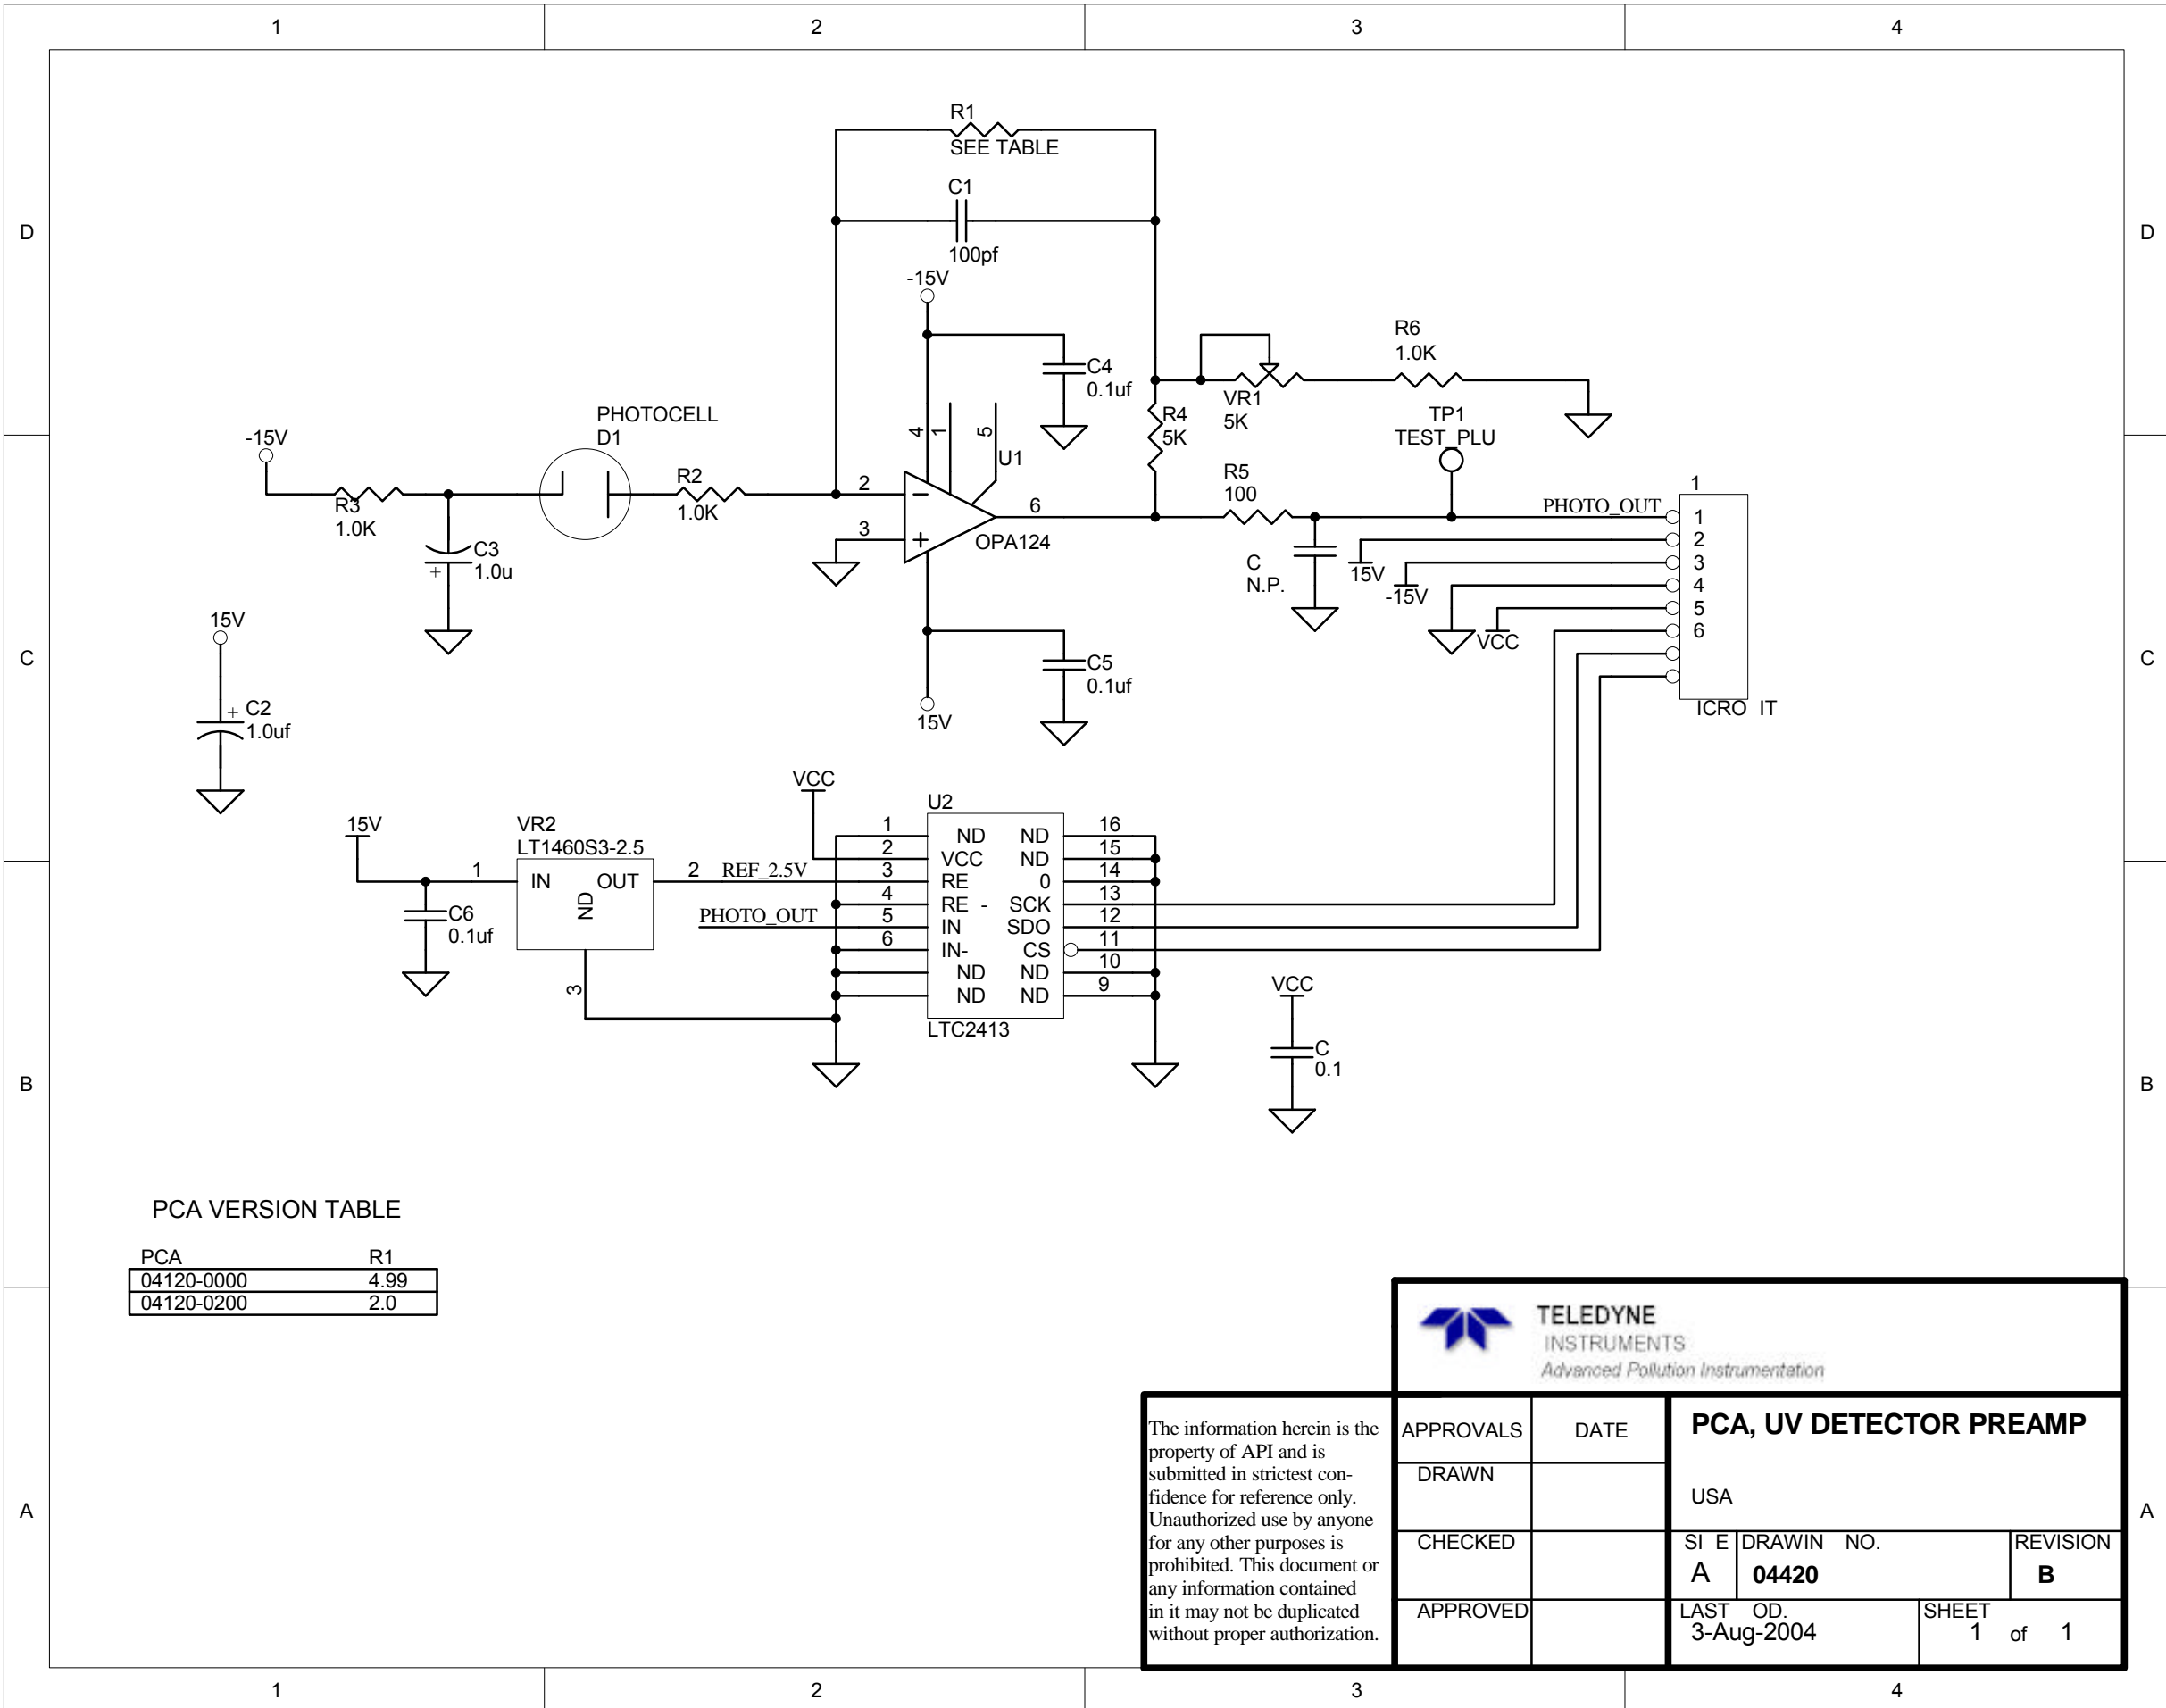 1 2 3 4
D D
C C
B B
A A
R1
SEE TABLE
C1
100pf
-15V
C4
0.1uf
R6
1.0K
VR1
5K
R4
5K
TP1
TEST_PLU
PHOTOCELL
D1
-15V
R3
1.0K
R2
1.0K
C3
1.0u
4
1
5
U1
2
3
6
OPA124
R5
100
C
N.P.
PHOTO_OUT
15V
-15V
VCC
1
1
2
3
4
5
6
ICRO IT
15V
C2
1.0uf
C5
0.1uf
15V
VCC
15V
VR2
LT1460S3-2.5
1
IN OUT
ND
2
3
REF_2.5V
C6
0.1uf
PHOTO_OUT
U2
1 ND ND 16
2 VCC ND 15
3 RE 0 14
4 RE - SCK 13
5 IN SDO 12
6 IN- CS 11
ND ND 10
ND ND 9
LTC2413
VCC
C
0.1
PCA VERSION TABLE
PCA R1
04120-0000 4.99
04120-0200 2.0
TELEDYNE
INSTRUMENTS
Advanced Pollution Instrumentation
The information herein is the
property of API and is
submitted in strictest con-
fidence for reference only.
Unauthorized use by anyone
for any other purposes is
prohibited. This document or
any information contained
in it may not be duplicated
without proper authorization.
APPROVALS DATE
DRAWN
CHECKED
APPROVED
PCA, UV DETECTOR PREAMP
USA
SI E DRAWIN NO. REVISION
A 04420 B
LAST OD. SHEET
3-Aug-2004 1 of 1
1 2 3 4